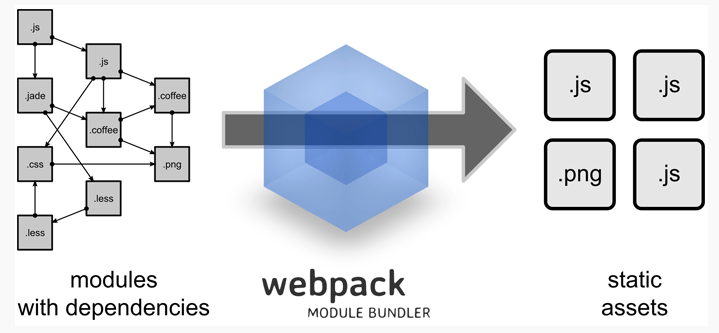 .js
.js
.jade
.coffee
.coffee
.css
.png
.less
.less
modules
with dependencies
webpack
MODULE BUNDLER
.js
.js
.png
.js
static
assets